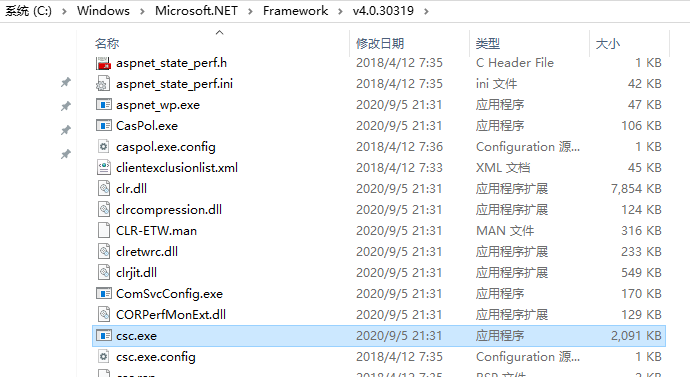 系统 (C:) > Windows > Microsoft.NET > Framework > v4.0.30319 >
名称 修改日期 类型 大小
aspnet_state_perf.h 2018/4/12 7:35 C Header File 1 KB
aspnet_state_perf.ini 2018/4/12 7:35 ini 文件 42 KB
aspnet_wp.exe 2020/9/5 21:31 应用程序 47 KB
CasPol.exe 2020/9/5 21:31 应用程序 106 KB
caspol.exe.config 2018/4/12 7:36 Configuration 源... 1 KB
clientexclusionlist.xml 2018/4/12 7:33 XML 文档 45 KB
clr.dll 2020/9/5 21:31 应用程序扩展 7,854 KB
clrcompression.dll 2020/9/5 21:31 应用程序扩展 124 KB
CLR-ETW.man 2020/9/5 21:31 MAN 文件 316 KB
clretwrc.dll 2020/9/5 21:31 应用程序扩展 233 KB
clrjit.dll 2020/9/5 21:31 应用程序扩展 549 KB
ComSvcConfig.exe 2020/9/5 21:31 应用程序 170 KB
CORPerfMonExt.dll 2020/9/5 21:31 应用程序扩展 129 KB
csc.exe 2020/9/5 21:31 应用程序 2,091 KB
csc.exe.config 2018/4/12 7:35 Configuration 源... 1 KB